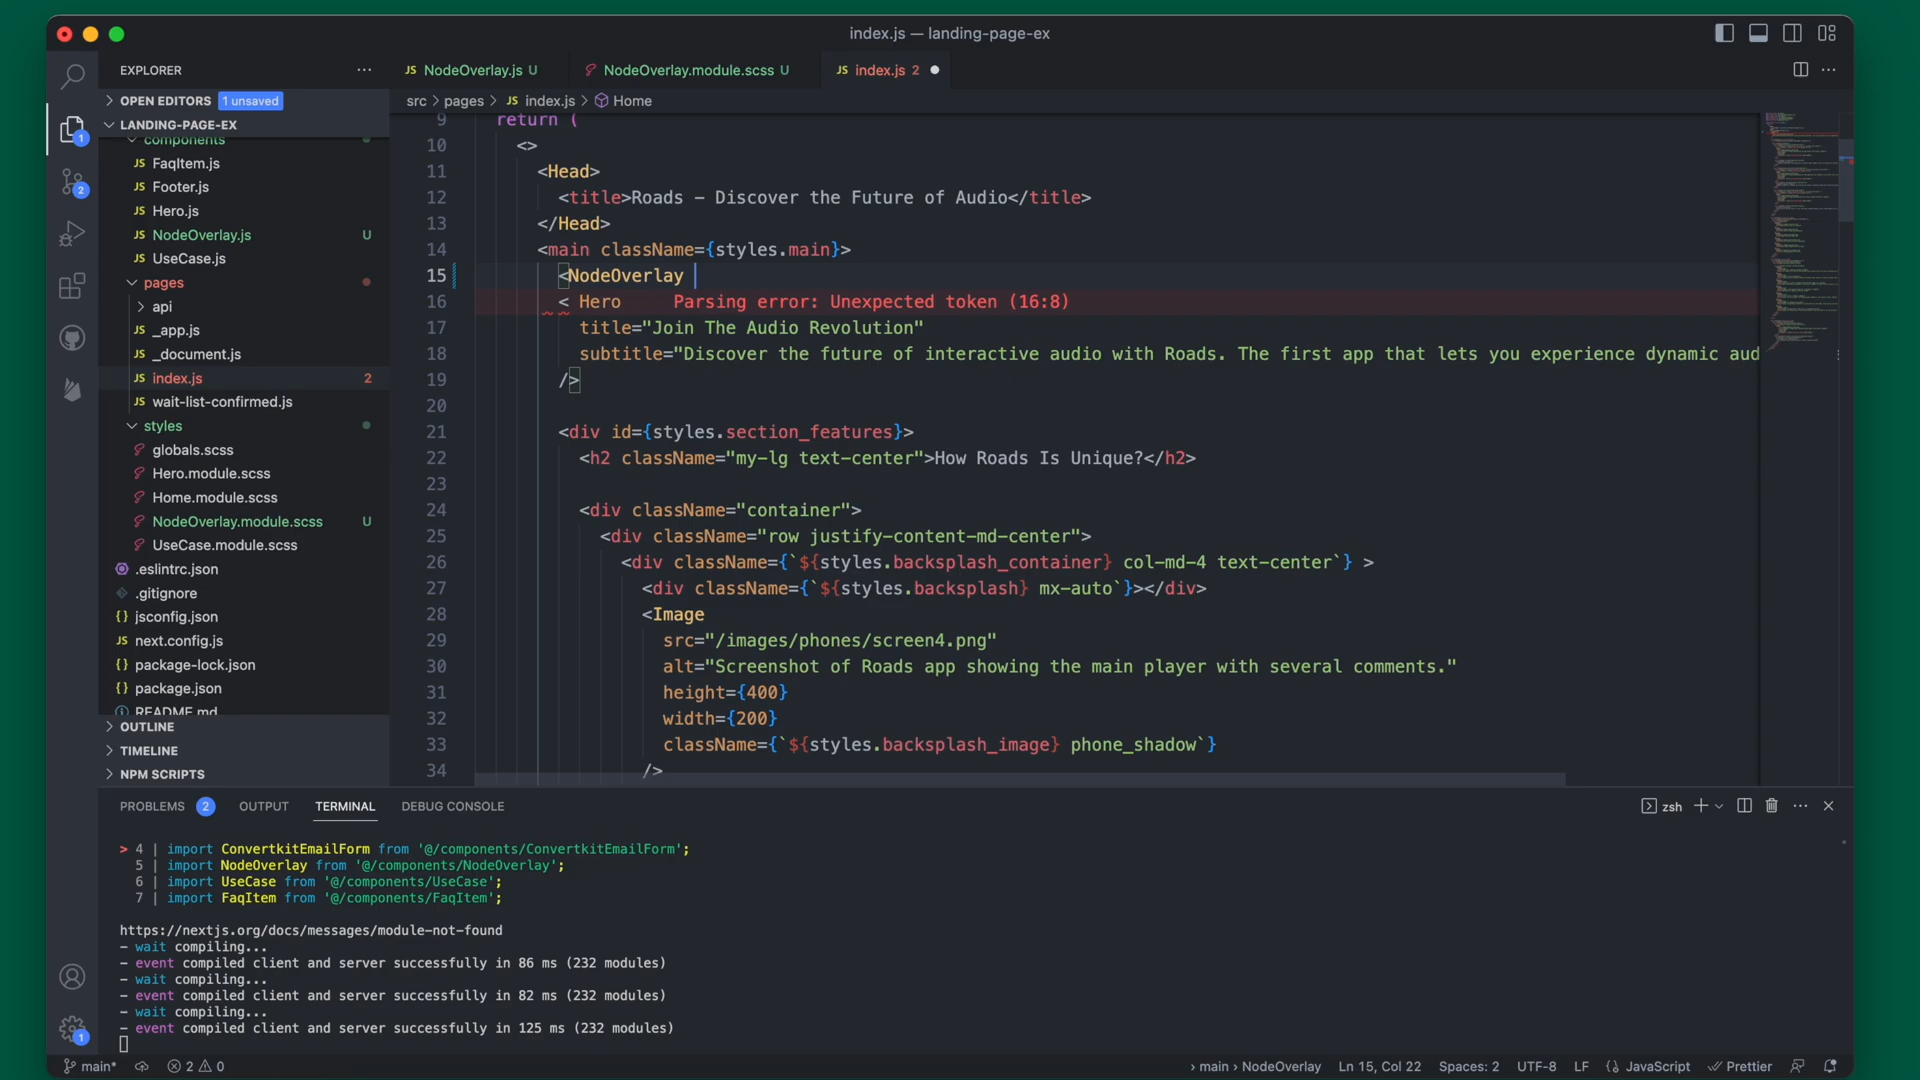 index.js — landing-page-ex
EXPLORER
OPEN EDITORS 1 unsaved
LANDING-PAGE-EX
components
JS FaqItem.js
JS Footer.js
JS Hero.js
JS NodeOverlay.js U
JS UseCase.js
pages
api
JS _app.js
JS _document.js
JS index.js 2
JS wait-list-confirmed.js
styles
globals.scss
Hero.module.scss
Home.module.scss
NodeOverlay.module.scss U
UseCase.module.scss
.eslintrc.json
.gitignore
{} jsconfig.json
JS next.config.js
{} package-lock.json
{} package.json
README.md
OUTLINE
TIMELINE
NPM SCRIPTS
1
2
1
JS NodeOverlay.js U NodeOverlay.module.scss U JS index.js 2
src > pages > JS index.js > Home
9 return (
10 <>
11 <Head>
12 <title>Roads – Discover the Future of Audio</title>
13 </Head>
14 <main className={styles.main}>
15 <NodeOverlay
16 < Hero Parsing error: Unexpected token (16:8)
17 title="Join The Audio Revolution"
18 subtitle="Discover the future of interactive audio with Roads. The first app that lets you experience dynamic aud
19 />
20
21 <div id={styles.section_features}>
22 <h2 className="my-lg text-center">How Roads Is Unique?</h2>
23
24 <div className="container">
25 <div className="row justify-content-md-center">
26 <div className={`${styles.backsplash_container} col-md-4 text-center`} >
27 <div className={`${styles.backsplash} mx-auto`}></div>
28 <Image
29 src="/images/phones/screen4.png"
30 alt="Screenshot of Roads app showing the main player with several comments."
31 height={400}
32 width={200}
33 className={`${styles.backsplash_image} phone_shadow`}
34 />
PROBLEMS 2 OUTPUT TERMINAL DEBUG CONSOLE zsh
> 4 | import ConvertkitEmailForm from '@/components/ConvertkitEmailForm';
5 | import NodeOverlay from '@/components/NodeOverlay';
6 | import UseCase from '@/components/UseCase';
7 | import FaqItem from '@/components/FaqItem';
https://nextjs.org/docs/messages/module-not-found
– wait compiling...
– event compiled client and server successfully in 86 ms (232 modules)
– wait compiling...
– event compiled client and server successfully in 82 ms (232 modules)
– wait compiling...
– event compiled client and server successfully in 125 ms (232 modules)
main* 2 0 › main › NodeOverlay Ln 15, Col 22 Spaces: 2 UTF-8 LF {} JavaScript Prettier